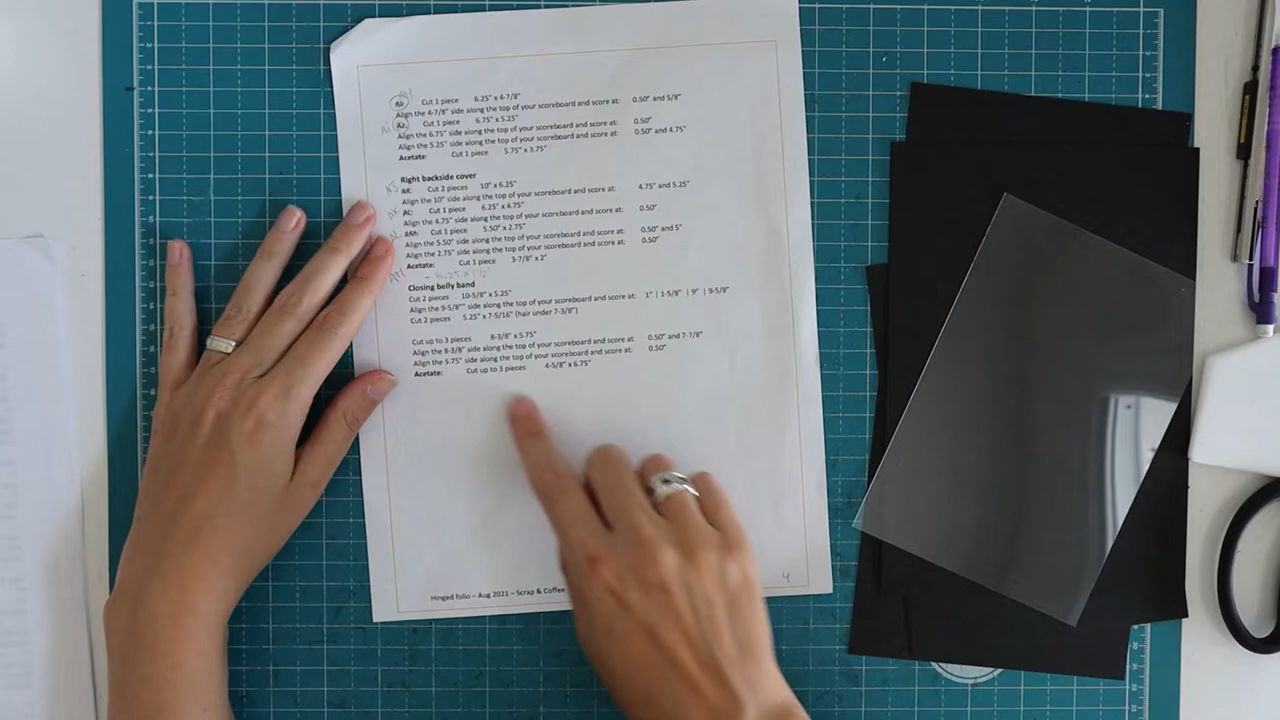 Cut 1 piece 6.25" x 4-7/8"
Align the 4-7/8" side along the top of your scoreboard and score at: 0.50" and 5/8"
Cut 1 piece 6.75" x 5.25"
Align the 6.75" side along the top of your scoreboard and score at: 0.50"
Align the 5.25" side along the top of your scoreboard and score at: 0.50" and 4.75"
Acetate: Cut 1 piece 5.75" x 3.75"
Right backside cover
AK: Cut 2 pieces 10" x 6.25"
Align the 10" side along the top of your scoreboard and score at: 4.75" and 5.25"
AL: Cut 1 piece 6.25" x 4.75"
Align the 4.75" side along the top of your scoreboard and score at: 0.50"
AM: Cut 1 piece 5.50" x 2.75"
Align the 5.50" side along the top of your scoreboard and score at: 0.50" and 5"
Align the 2.75" side along the top of your scoreboard and score at: 0.50"
Acetate: Cut 1 piece 3-7/8" x 2"
- 6.25 x 1 1/2"
Closing belly band
Cut 2 pieces 10-5/8" x 5.25"
Align the 9-5/8"" side along the top of your scoreboard and score at: 1" | 1-5/8" | 9" | 9-5/8"
Cut 2 pieces 5.25" x 7-5/16" (hair under 7-3/8")
Cut up to 3 pieces 8-3/8" x 5.75"
Align the 8-3/8" side along the top of your scoreboard and score at: 0.50" and 7-7/8"
Align the 5.75" side along the top of your scoreboard and score at: 0.50"
Acetate: Cut up to 3 pieces 4-5/8" x 6.75"
4
Hinged folio – Aug 2021 – Scrap & Coffee